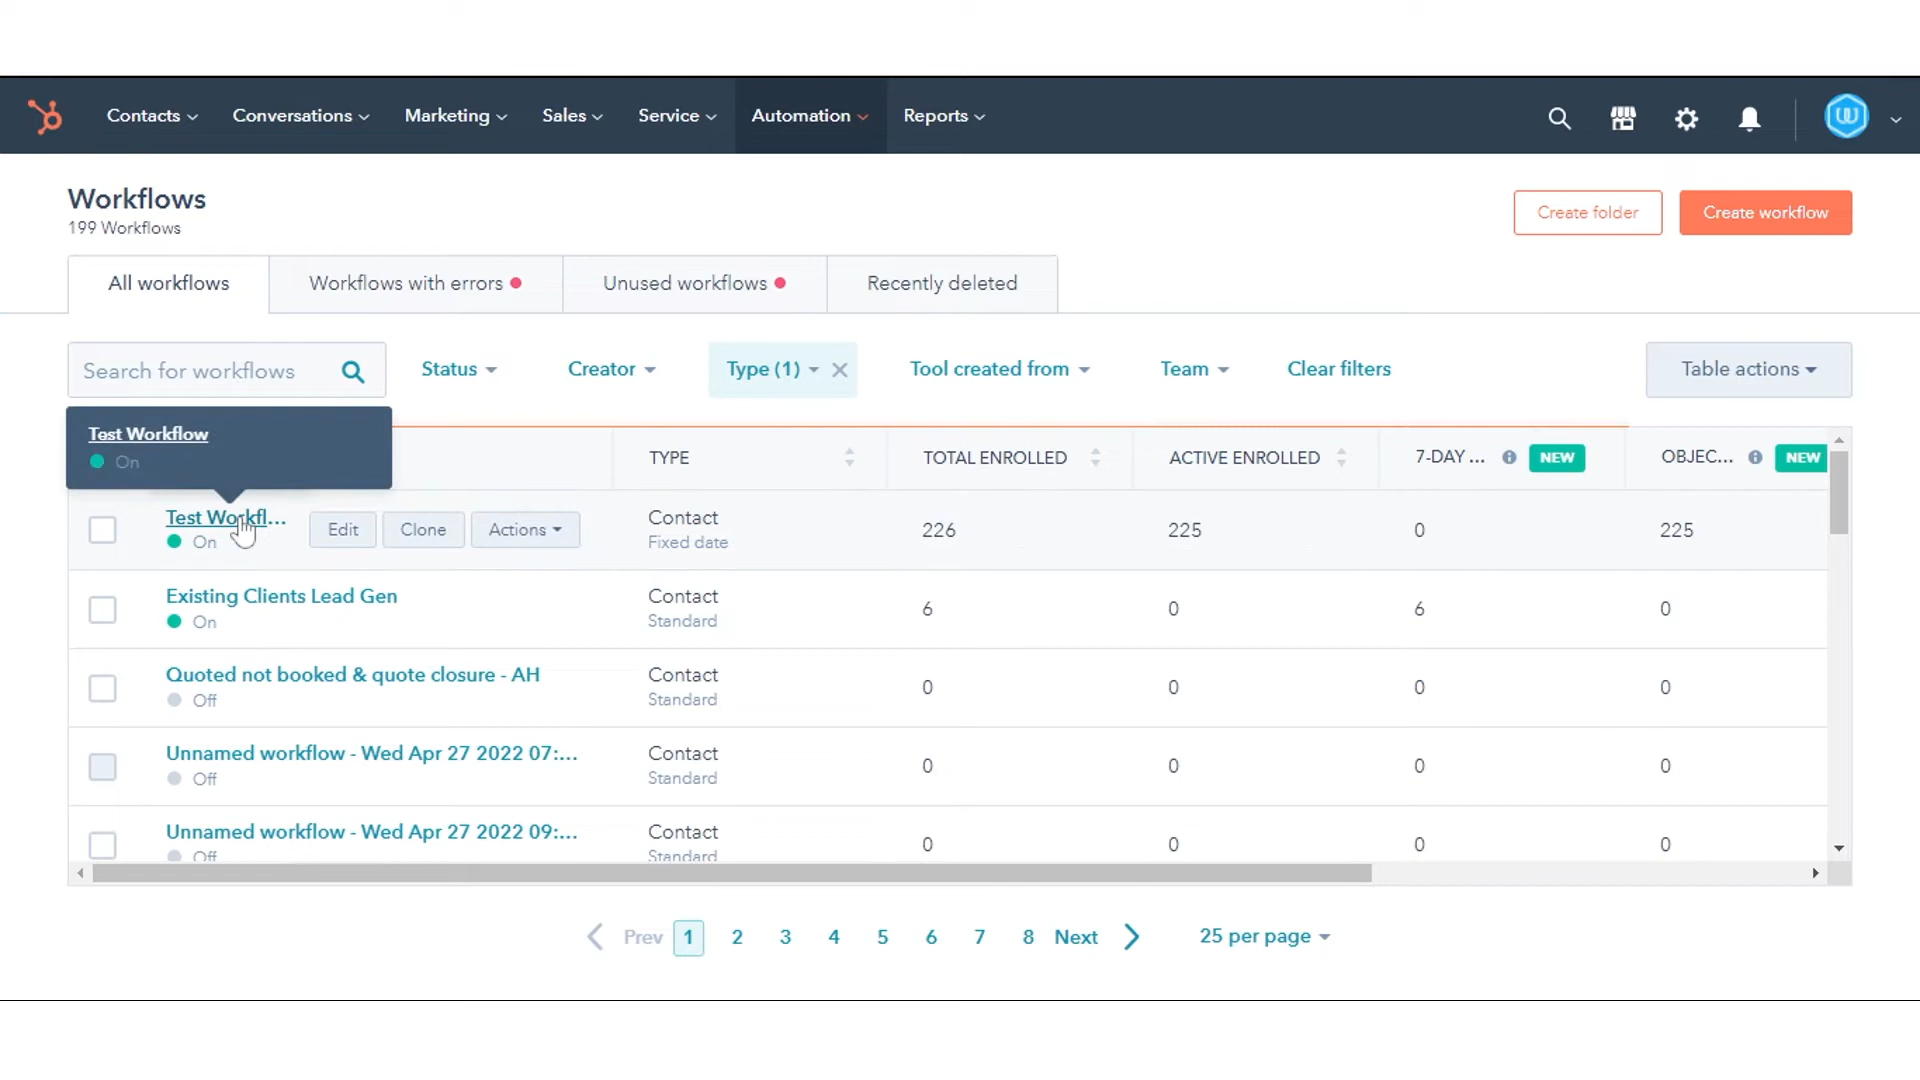 Contacts Conversations Marketing Sales Service Automation Reports
Workflows
199 Workflows
Create folder Create workflow
All workflows Workflows with errors Unused workflows Recently deleted
Search for workflows Status Creator Type (1) Tool created from Team Clear filters Table actions
Test Workflow
On
TYPE TOTAL ENROLLED ACTIVE ENROLLED 7-DAY ... NEW OBJEC... NEW
Test Workfl... Edit Clone Actions Contact 226 225 0 225
On Fixed date
Existing Clients Lead Gen Contact 6 0 6 0
On Standard
Quoted not booked & quote closure - AH Contact 0 0 0 0
Off Standard
Unnamed workflow - Wed Apr 27 2022 07:... Contact 0 0 0 0
Off Standard
Unnamed workflow - Wed Apr 27 2022 09:... Contact 0 0 0 0
Off Standard
Prev 1 2 3 4 5 6 7 8 Next 25 per page